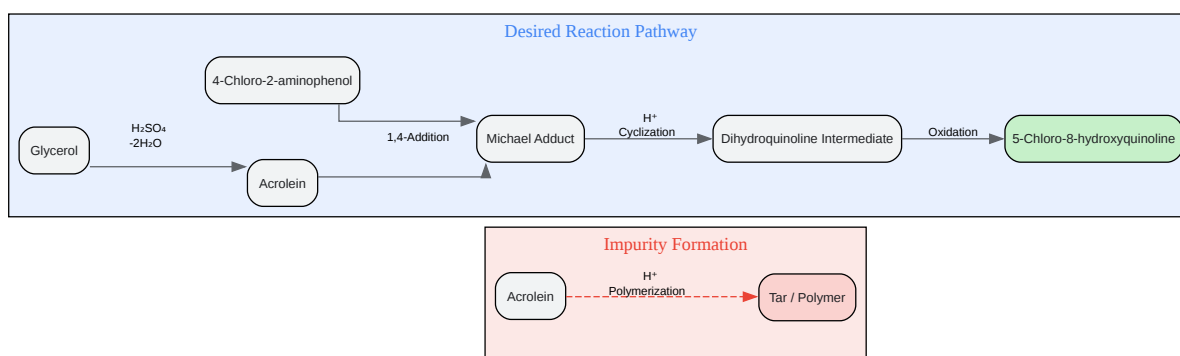 Desired Reaction Pathway
4-Chloro-2-aminophenol
Glycerol
H₂SO₄
-2H₂O
Acrolein
1,4-Addition
Michael Adduct
H⁺
Cyclization
Dihydroquinoline Intermediate
Oxidation
5-Chloro-8-hydroxyquinoline
Impurity Formation
Acrolein
H⁺
Polymerization
Tar / Polymer